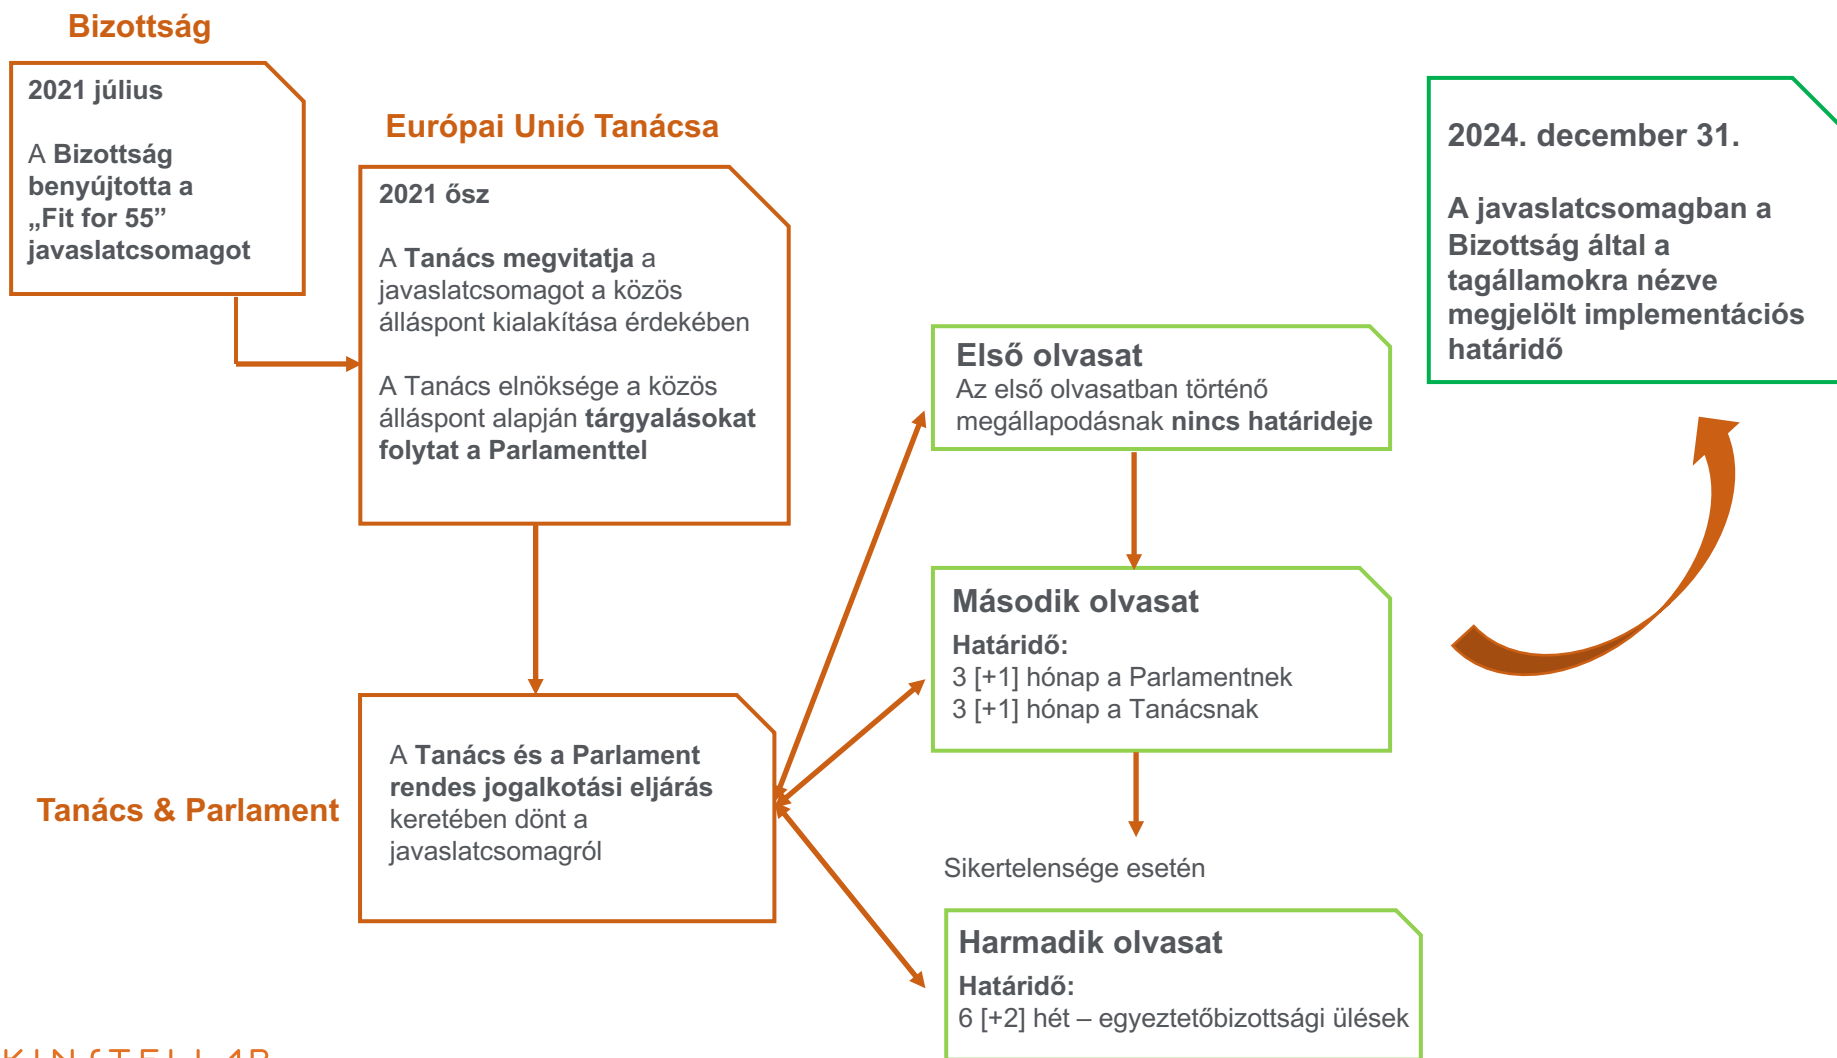 Bizottság
2021 július
A Bizottság
benyújtotta a
„Fit for 55”
javaslatcsomagot
Európai Unió Tanácsa
2021 ősz
A Tanács megvitatja a
javaslatcsomagot a közös
álláspont kialakítása érdekében
A Tanács elnöksége a közös
álláspont alapján tárgyalásokat
folytat a Parlamenttel
Tanács & Parlament
A Tanács és a Parlament
rendes jogalkotási eljárás
keretében dönt a
javaslatcsomagról
Első olvasat
Az első olvasatban történő
megállapodásnak nincs határideje
Második olvasat
Határidő:
3 [+1] hónap a Parlamentnek
3 [+1] hónap a Tanácsnak
Sikertelensége esetén
Harmadik olvasat
Határidő:
6 [+2] hét – egyeztetőbizottsági ülések
2024. december 31.
A javaslatcsomagban a
Bizottság által a
tagállamokra nézve
megjelölt implementációs
határidő
KINSTELLAR